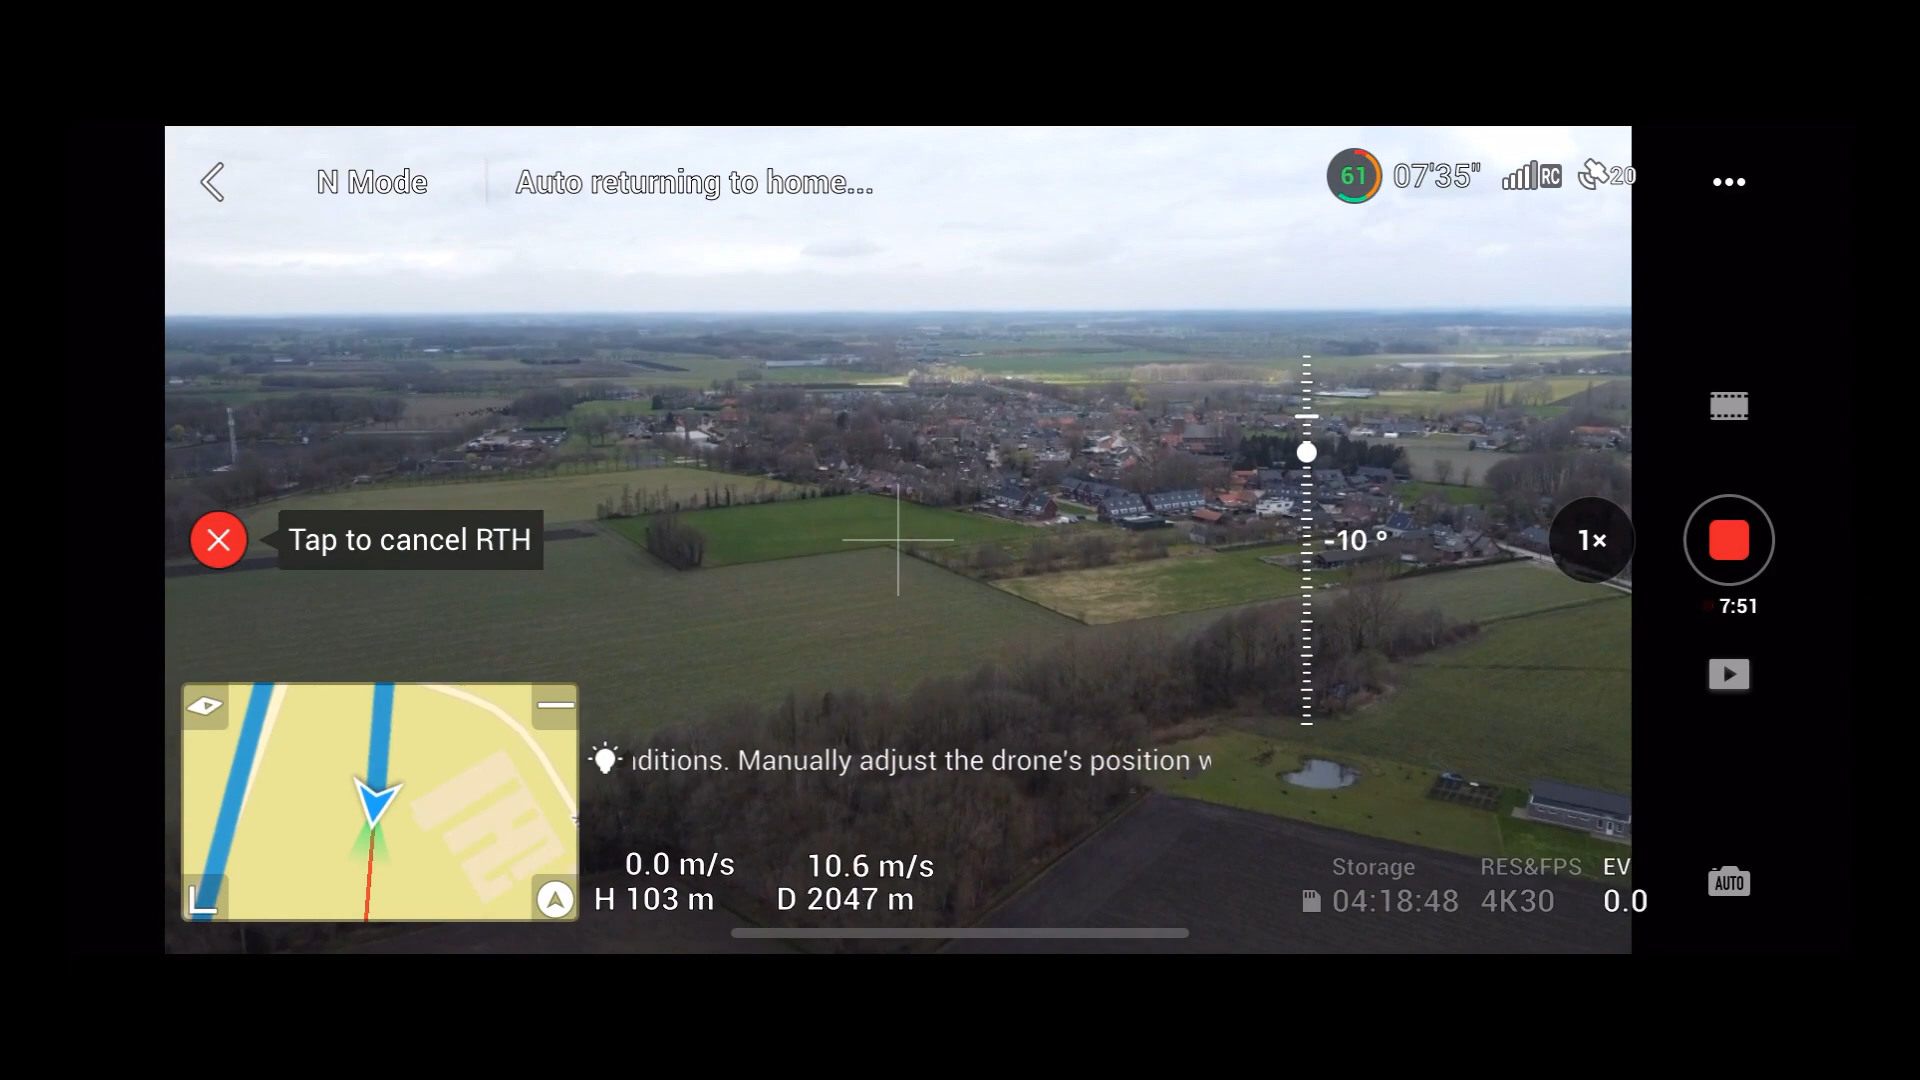 N Mode
Auto returning to home...
61
07'35"
RC
20
1×
-10 °
Tap to cancel RTH
7:51
nditions. Manually adjust the drone's position w
0.0 m/s
10.6 m/s
H 103 m
D 2047 m
Storage
04:18:48
RES&FPS
4K30
EV
0.0
AUTO